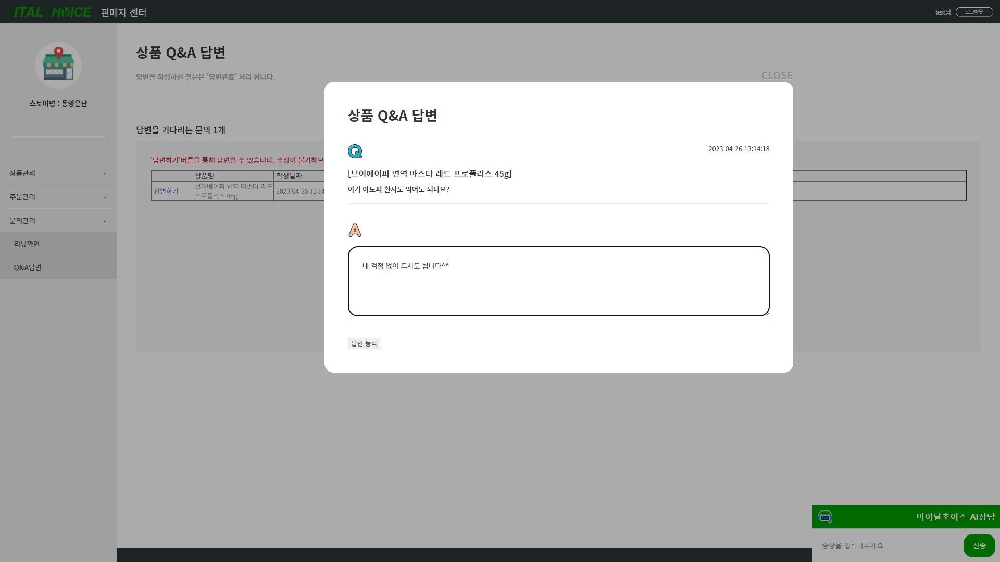 VITALCHOICE 판매자 센터
test님 로그아웃
스토어명 : 동양은단
상품관리
주문관리
문의관리
- 리뷰확인
- Q&A답변
상품 Q&A 답변
답변을 작성하신 질문은 '답변완료' 처리 됩니다.
답변을 기다리는 문의 1개
'답변하기'버튼을 통해 답변할 수 있습니다. 수정이 불가하므
상품명 작성날짜
답변하기 브이에이피 면역 마스터 레드 2023-04-26 13:14
프로폴리스 45g
CLOSE
상품 Q&A 답변
Q
2023-04-26 13:14:18
[브이에이피 면역 마스터 레드 프로폴리스 45g]
이거 아토피 환자도 먹어도 되나요?
A
네 걱정 없이 드셔도 됩니다^^
답변 등록
바이탈초이스 AI상담
증상을 입력해주세요
전송